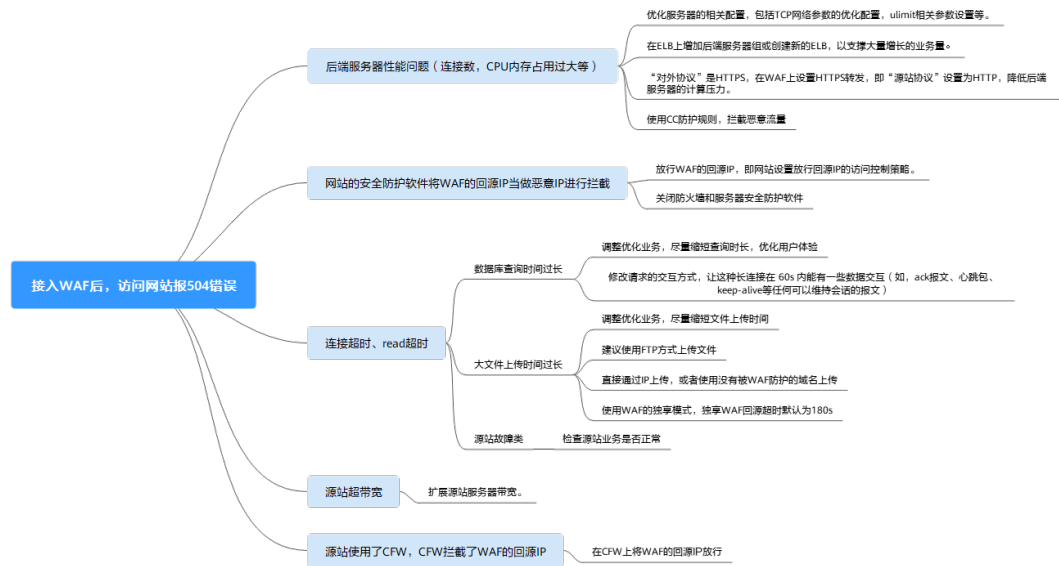 接入WAF后，访问网站报504错误
后端服务器性能问题（连接数，CPU内存占用过大等）
优化服务器的相关配置，包括TCP网络参数的优化配置，ulimit相关参数设置等。
在ELB上增加后端服务器组或创建新的ELB，以支撑大量增长的业务量。
“对外协议”是HTTPS，在WAF上设置HTTPS转发，即“源站协议”设置为HTTP，降低后端
服务器的计算压力。
使用CC防护规则，拦截恶意流量
网站的安全防护软件将WAF的回源IP当做恶意IP进行拦截
放行WAF的回源IP，即网站设置放行回源IP的访问控制策略。
关闭防火墙和服务器安全防护软件
连接超时、read超时
数据库查询时间过长
调整优化业务，尽量缩短查询时长，优化用户体验
修改请求的交互方式，让这种长连接在 60s 内能有一些数据交互（如，ack报文、心跳包、
keep-alive等任何可以维持会话的报文）
大文件上传时间过长
调整优化业务，尽量缩短文件上传时间
建议使用FTP方式上传文件
直接通过IP上传，或者使用没有被WAF防护的域名上传
使用WAF的独享模式，独享WAF回源超时默认为180s
源站故障类
检查源站业务是否正常
源站超带宽
扩展源站服务器带宽。
源站使用了CFW，CFW拦截了WAF的回源IP
在CFW上将WAF的回源IP放行